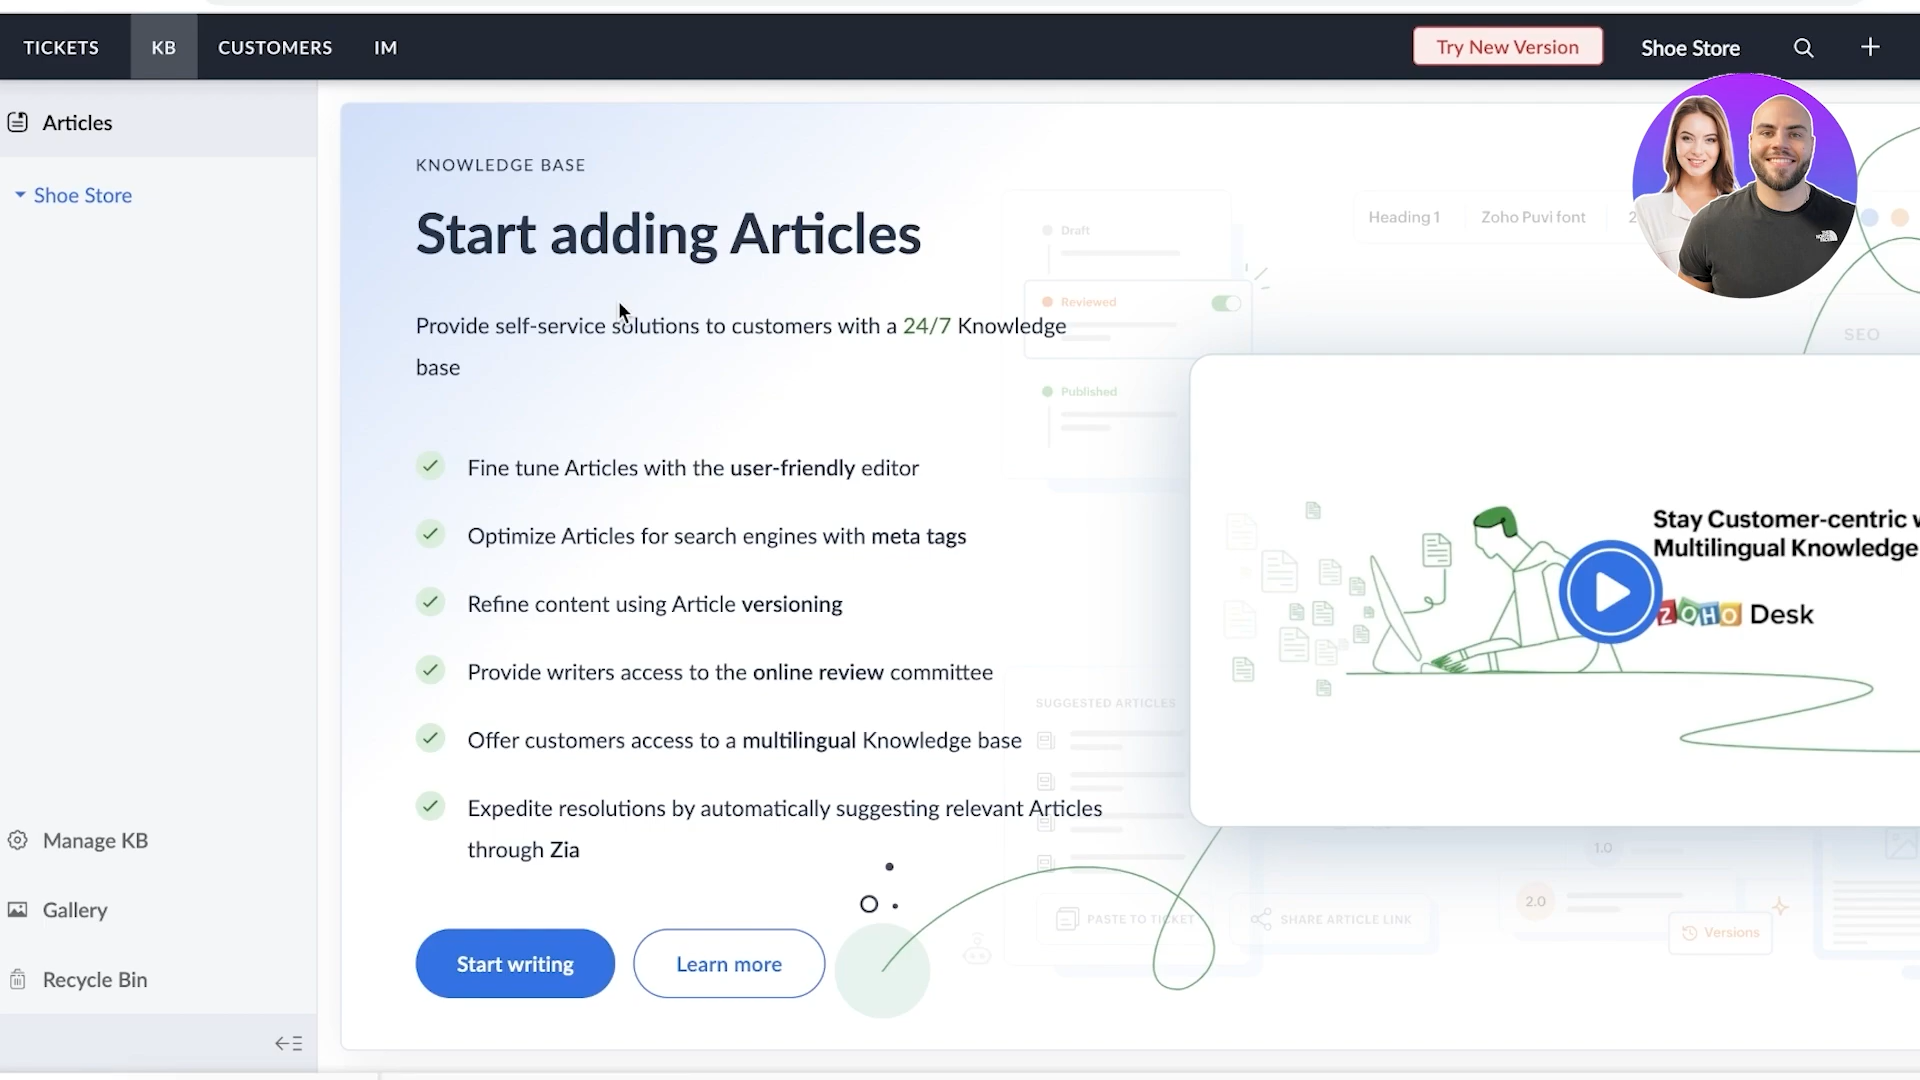 TICKETS KB CUSTOMERS IM Try New Version Shoe Store
Articles
Shoe Store
Manage KB
Gallery
Recycle Bin
KNOWLEDGE BASE
Start adding Articles
Provide self-service solutions to customers with a 24/7 Knowledge
base
Fine tune Articles with the user-friendly editor
Optimize Articles for search engines with meta tags
Refine content using Article versioning
Provide writers access to the online review committee
Offer customers access to a multilingual Knowledge base
Expedite resolutions by automatically suggesting relevant Articles
through Zia
Start writing Learn more
Draft
Reviewed
Published
Heading 1 Zoho Puvi font 2
SEO
Stay Customer-centric
Multilingual Knowledge
ZOHO Desk
SUGGESTED ARTICLES
PASTE TO TICKET SHARE ARTICLE LINK
1.0
2.0
Versions